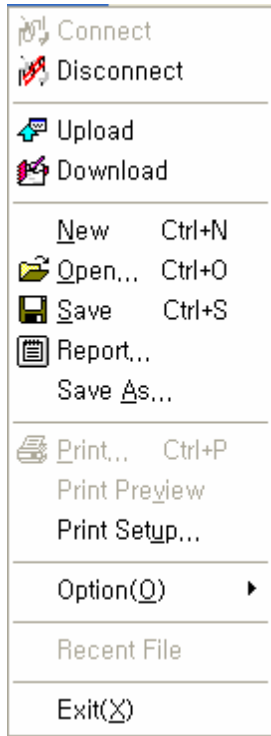 Connect
Disconnect
Upload
Download
New Ctrl+N
Open... Ctrl+O
Save Ctrl+S
Report...
Save As...
Print... Ctrl+P
Print Preview
Print Setup...
Option(O)
Recent File
Exit(X)